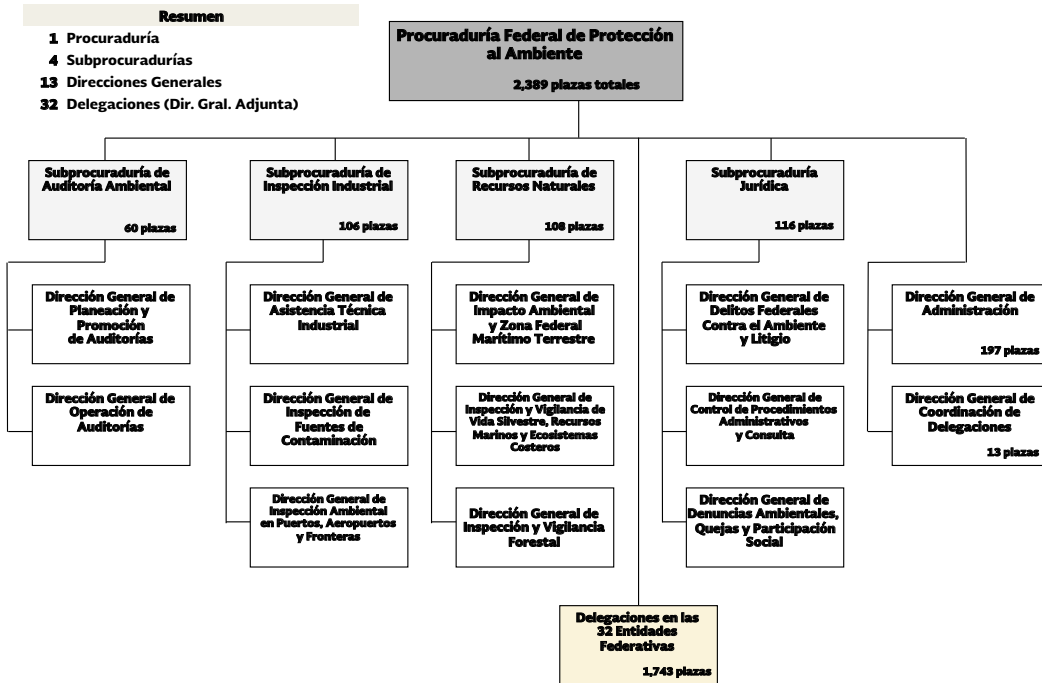 Resumen
1 Procuraduría
4 Subprocuradurías
13 Direcciones Generales
32 Delegaciones (Dir. Gral. Adjunta)
Procuraduría Federal de Protección
al Ambiente
2,389 plazas totales
Subprocuraduría de
Auditoría Ambiental
60 plazas
Subprocuraduría de
Inspección Industrial
106 plazas
Subprocuraduría de
Recursos Naturales
108 plazas
Subprocuraduría
Jurídica
116 plazas
Dirección General de
Planeación y
Promoción
de Auditorías
Dirección General de
Asistencia Técnica
Industrial
Dirección General de
Impacto Ambiental
y Zona Federal
Marítimo Terrestre
Dirección General de
Delitos Federales
Contra el Ambiente
y Litigio
Dirección General de
Administración
197 plazas
Dirección General de
Operación de
Auditorías
Dirección General de
Inspección de
Fuentes de
Contaminación
Dirección General de
Inspección y Vigilancia de
Vida Silvestre, Recursos
Marinos y Ecosistemas
Costeros
Dirección General de
Control de Procedimientos
Administrativos
y Consulta
Dirección General de
Coordinación de
Delegaciones
13 plazas
Dirección General de
Inspección Ambiental
en Puertos, Aeropuertos
y Fronteras
Dirección General de
Inspección y Vigilancia
Forestal
Dirección General de
Denuncias Ambientales,
Quejas y Participación
Social
Delegaciones en las
32 Entidades
Federativas
1,743 plazas